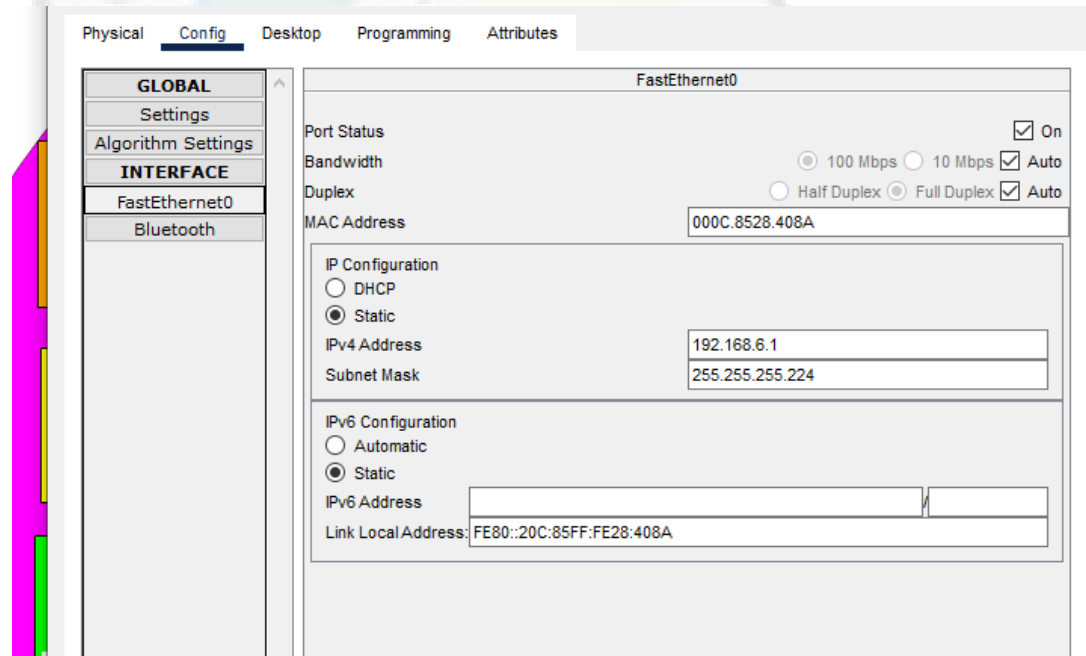 Physical Config Desktop Programming Attributes
GLOBAL
Settings
Algorithm Settings
INTERFACE
FastEthernet0
Bluetooth
FastEthernet0
Port Status On
Bandwidth 100 Mbps 10 Mbps Auto
Duplex Half Duplex Full Duplex Auto
MAC Address 000C.8528.408A
IP Configuration
DHCP
Static
IPv4 Address 192.168.6.1
Subnet Mask 255.255.255.224
IPv6 Configuration
Automatic
Static
IPv6 Address /
Link Local Address: FE80::20C:85FF:FE28:408A